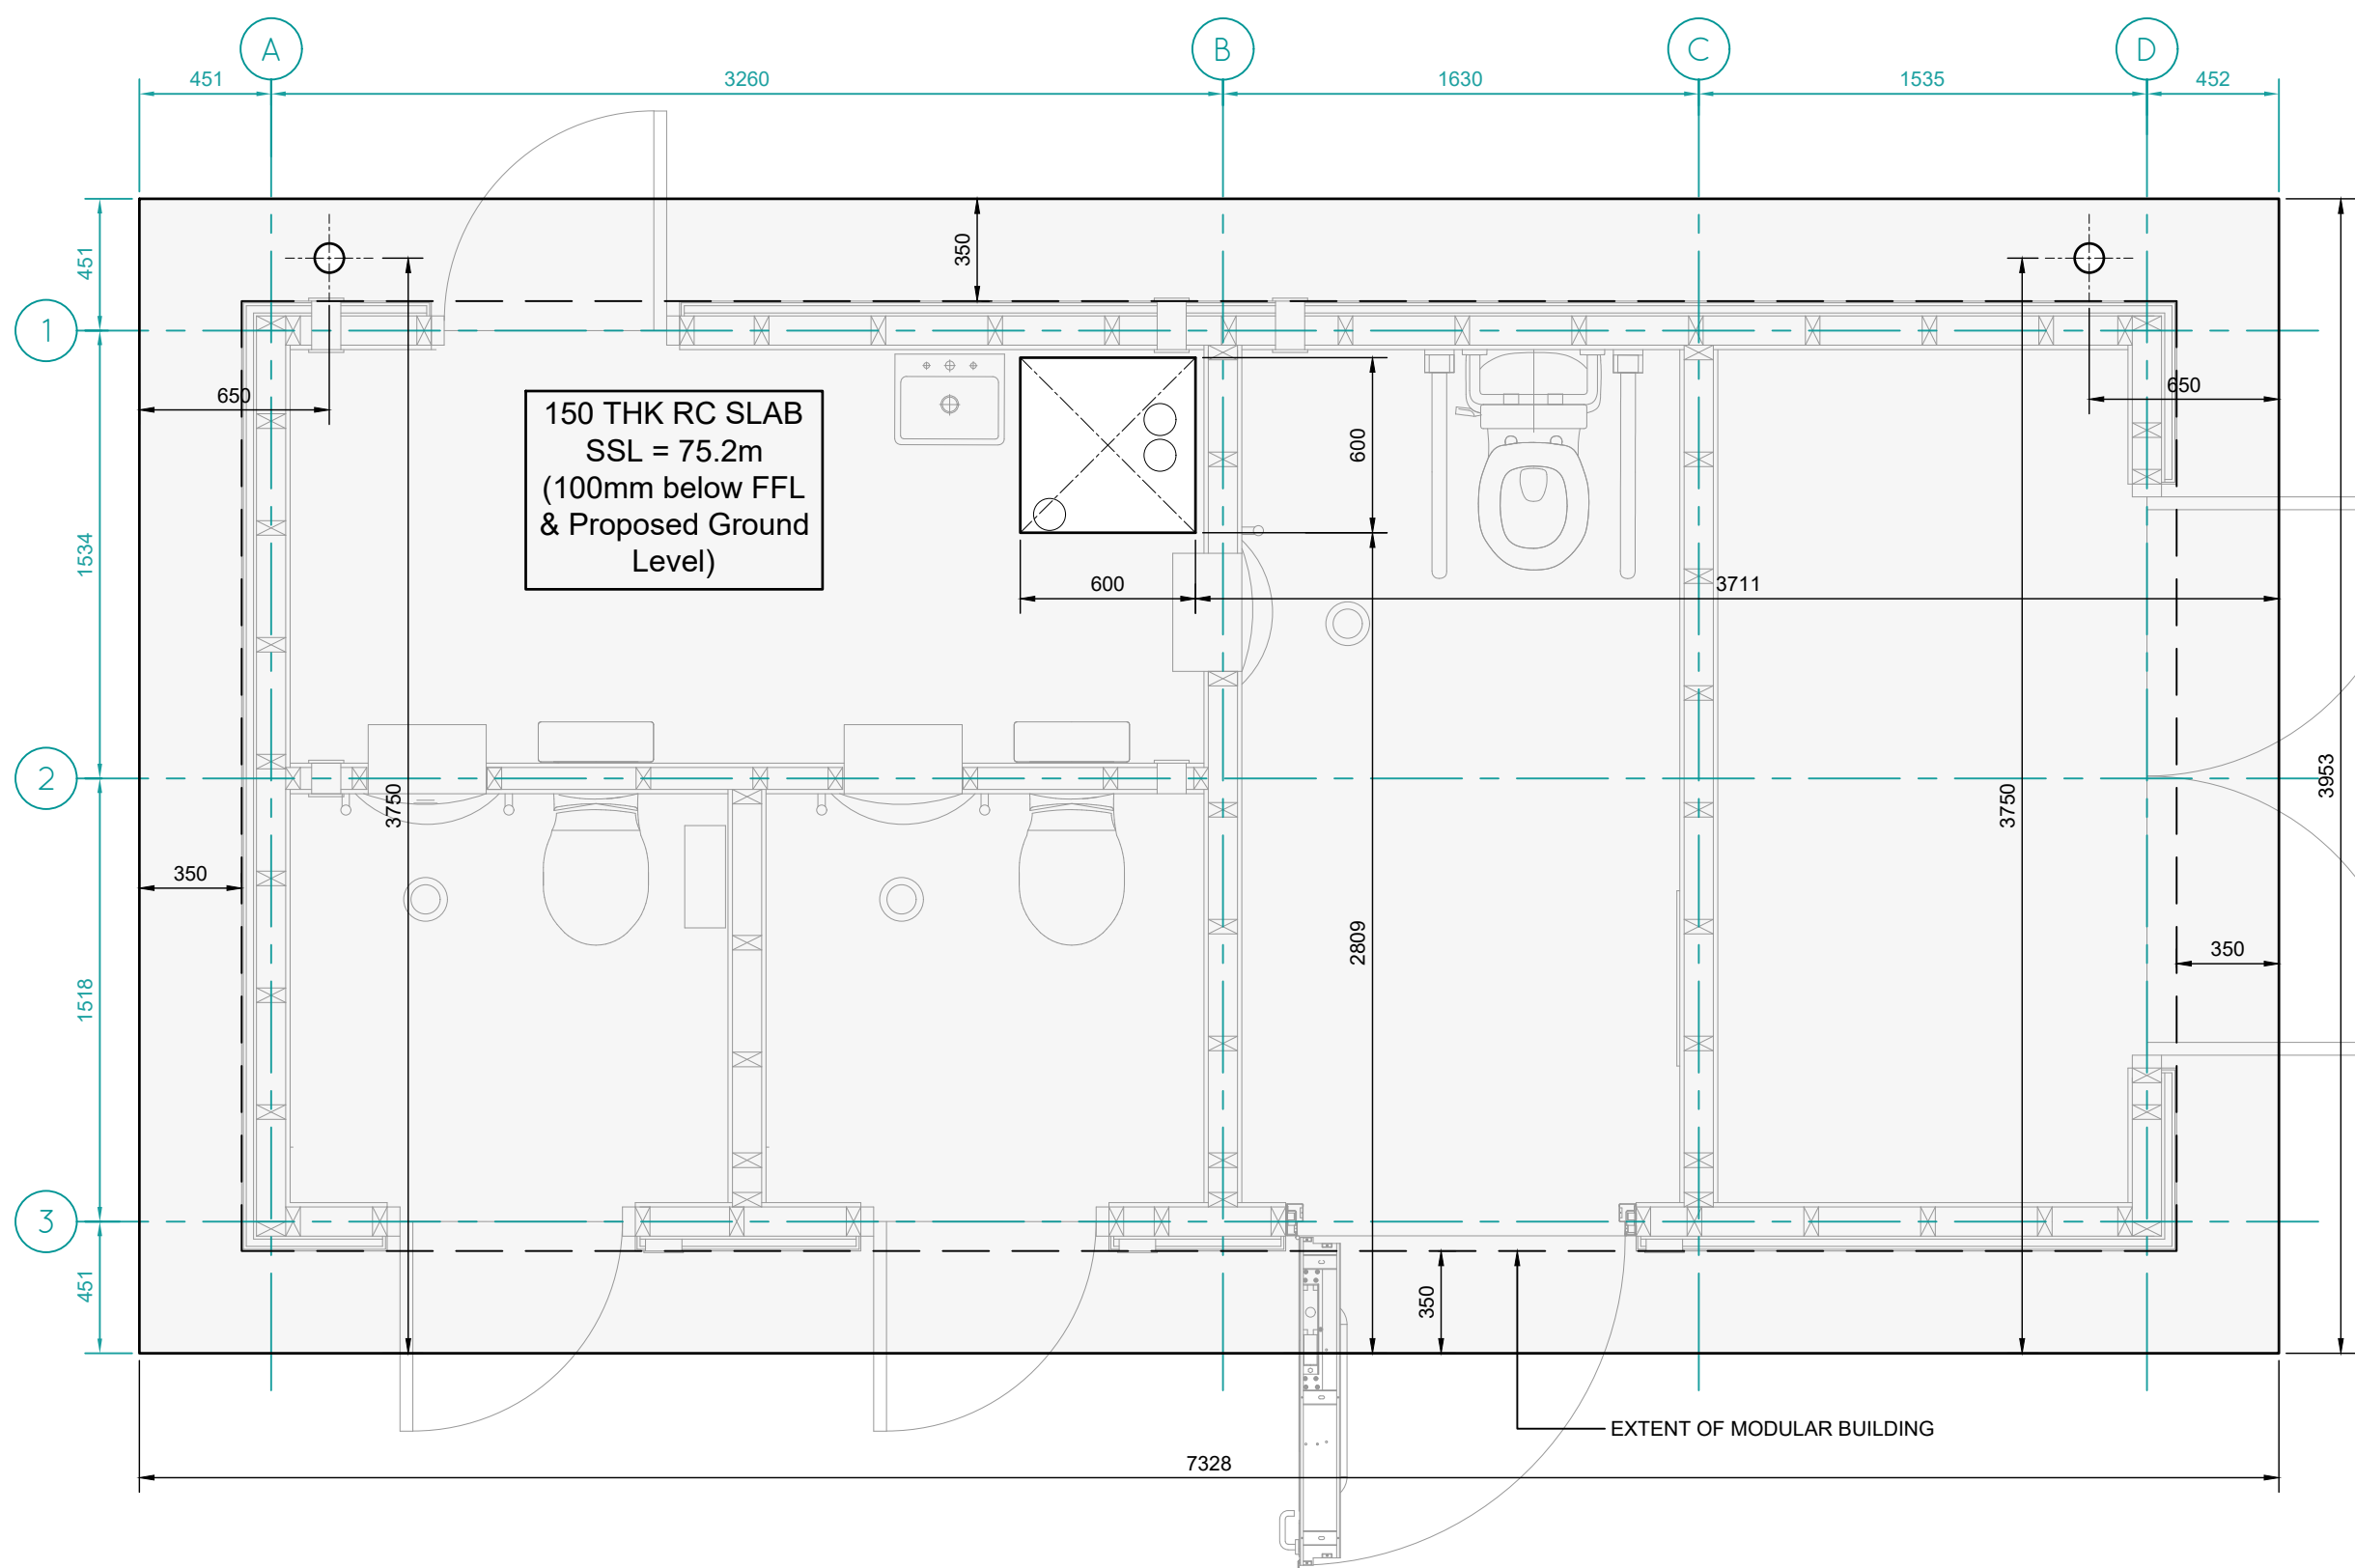 A
B
C
D
451
3260
1630
1535
452
451
350
1
650
650
150 THK RC SLAB
SSL = 75.2m
(100mm below FFL
& Proposed Ground
Level)
600
1534
600
3711
2
3750
3750
3953
350
2809
350
1518
3
451
350
EXTENT OF MODULAR BUILDING
7328